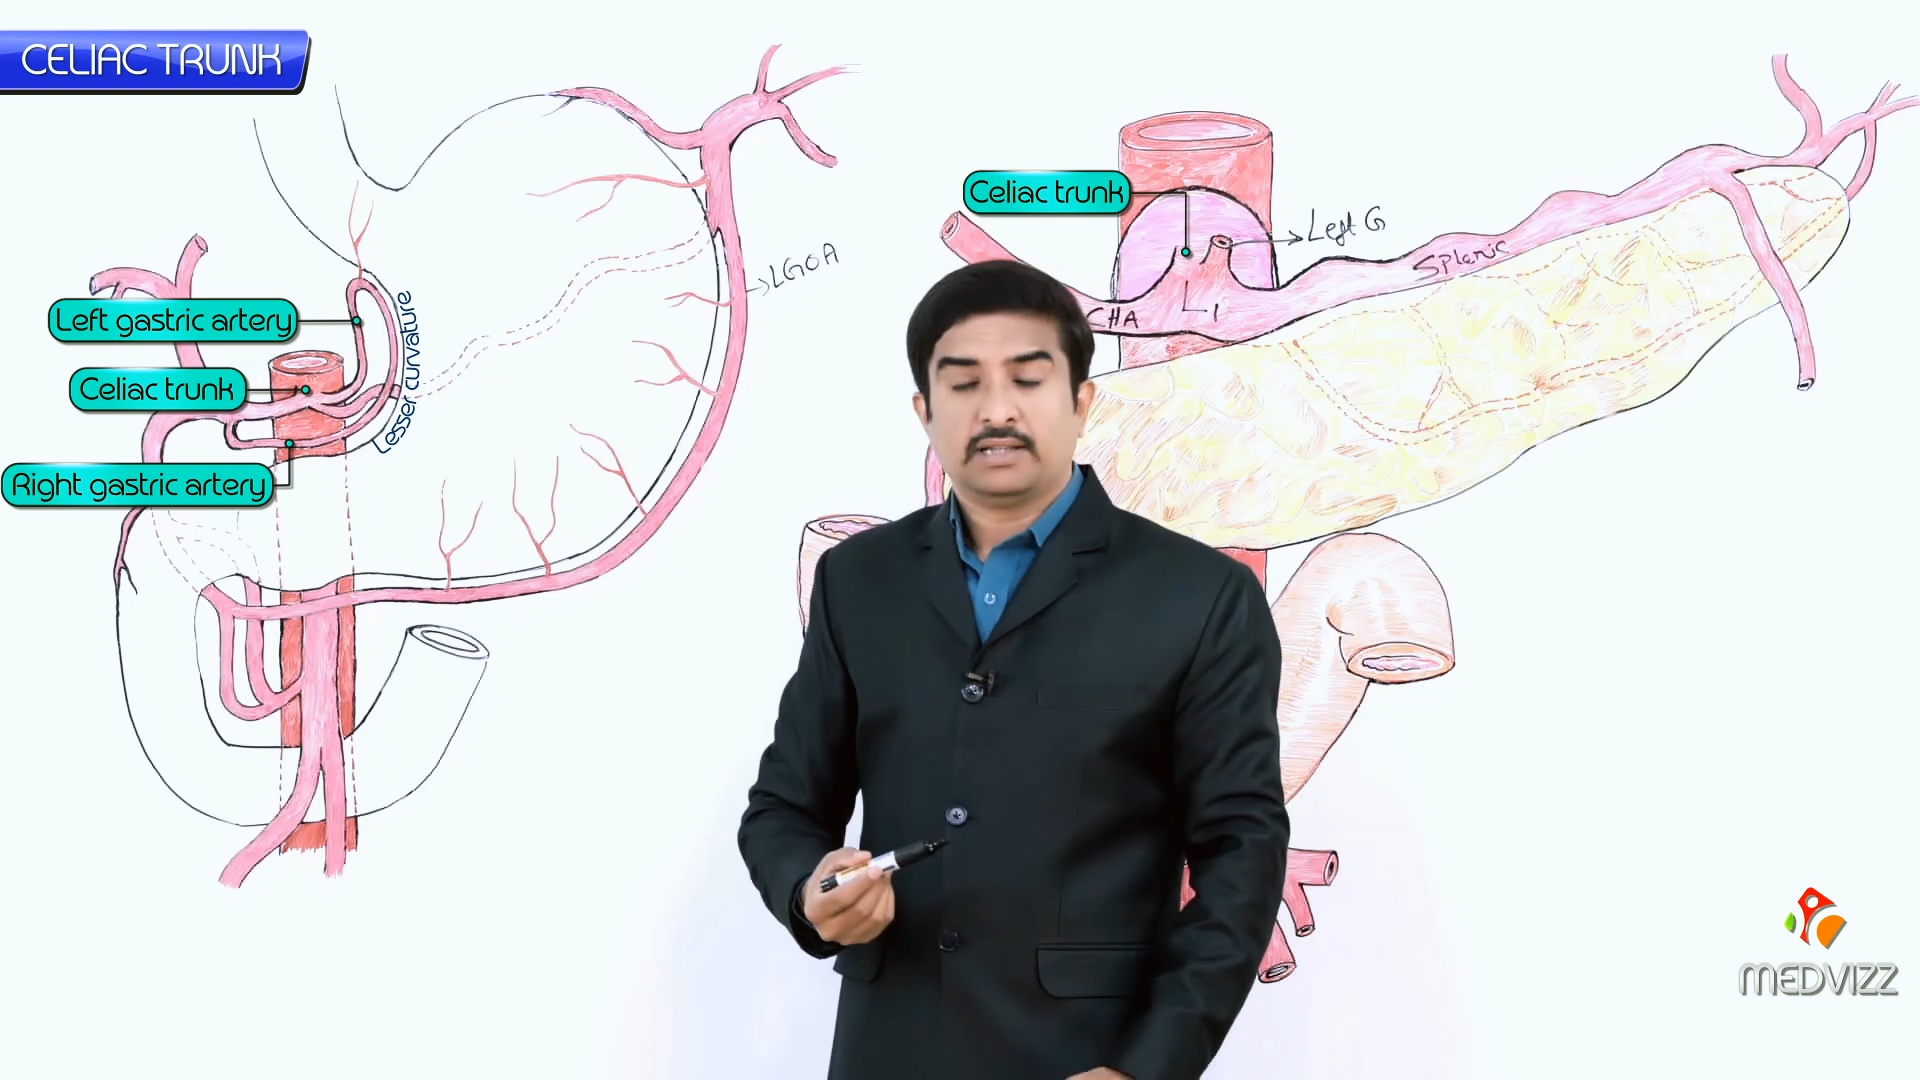 CELIAC TRUNK
Left gastric artery
Celiac trunk
Right gastric artery
Lesser curvature
LGOA
Celiac trunk
Left G
Splenic
CHA
L1
MEDVIZZ